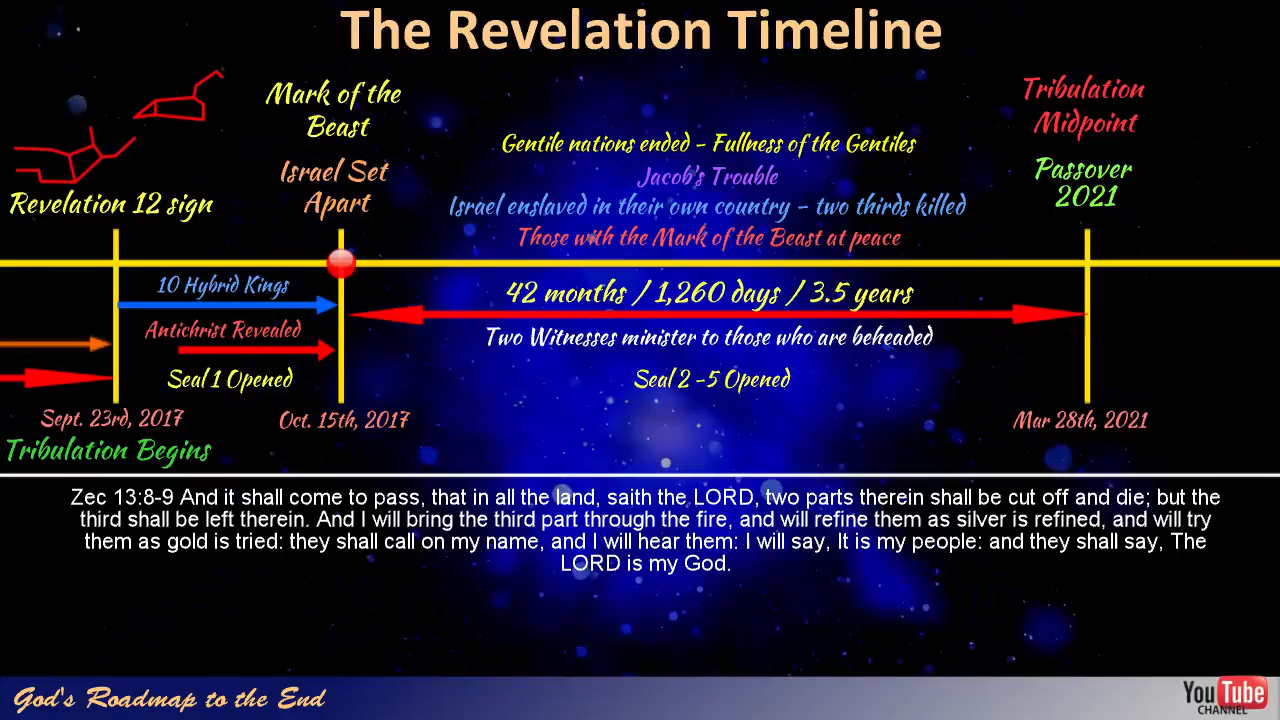 The Revelation Timeline
Mark of the
Beast
Israel Set
Apart
Revelation 12 sign
Gentile nations ended - Fullness of the Gentiles
Jacob's Trouble
Israel enslaved in their own country - two thirds killed
Those with the Mark of the Beast at peace
Tribulation
Midpoint
Passover
2021
10 Hybrid Kings
Antichrist Revealed
Seal 1 Opened
42 months / 1,260 days / 3.5 years
Two Witnesses minister to those who are beheaded
Seal 2 -5 Opened
Sept. 23rd, 2017
Tribulation Begins
Oct. 15th, 2017
Mar 28th, 2021
Zec 13:8-9 And it shall come to pass, that in all the land, saith the LORD, two parts therein shall be cut off and die; but the
third shall be left therein. And I will bring the third part through the fire, and will refine them as silver is refined, and will try
them as gold is tried: they shall call on my name, and I will hear them: I will say, It is my people: and they shall say, The
LORD is my God.
God's Roadmap to the End
YouTube
CHANNEL